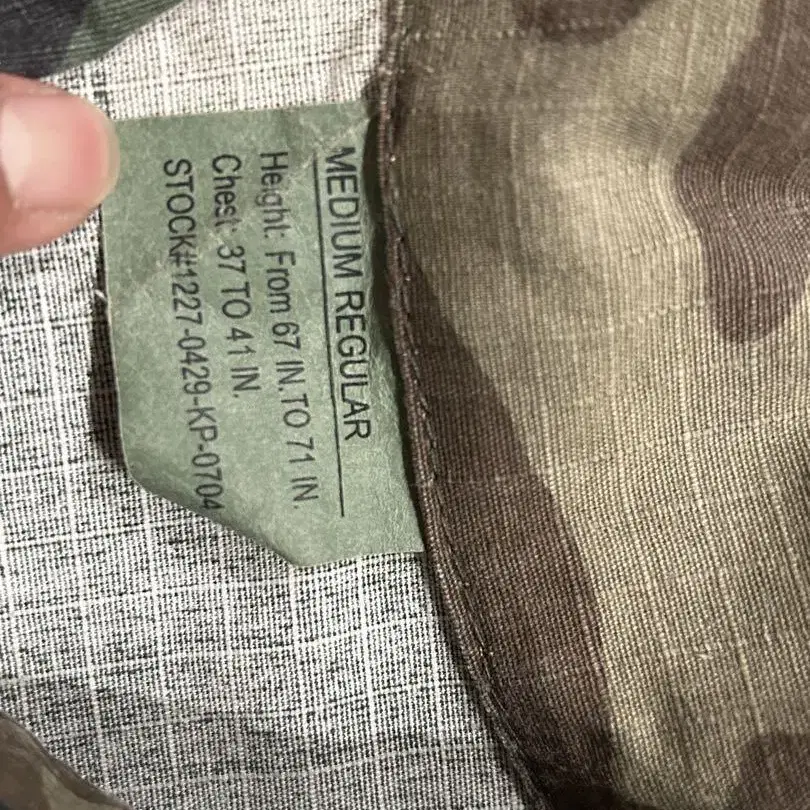 MEDIUM REGULAR
Height: From 67 IN.TO 71 IN.
Chest: 37 TO 41 IN.
STOCK#1227-0429-KP-0704